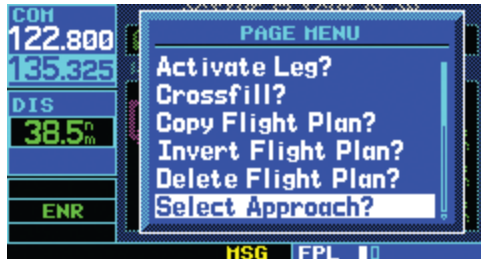 COM
122.800
135.325
DIS
38.5nm
ENR
PAGE MENU
Activate Leg?
Crossfill?
Copy Flight Plan?
Invert Flight Plan?
Delete Flight Plan?
Select Approach?
MSG FPL